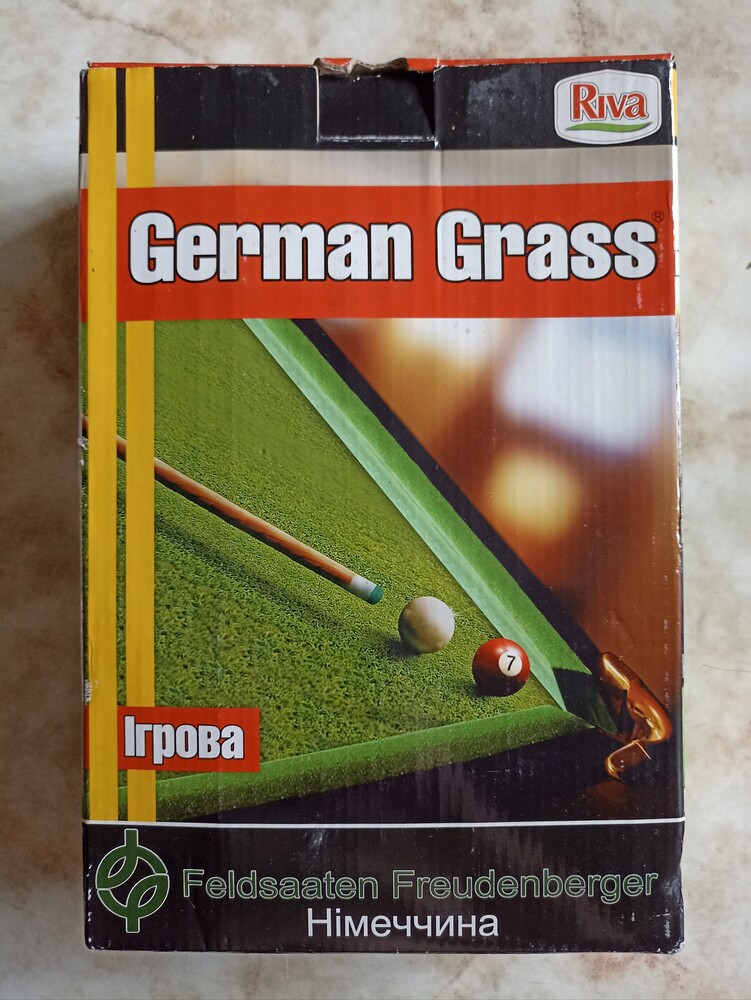 Riva
German Grass®
7
Ігрова
Feldsaaten Freudenberger
Німеччина